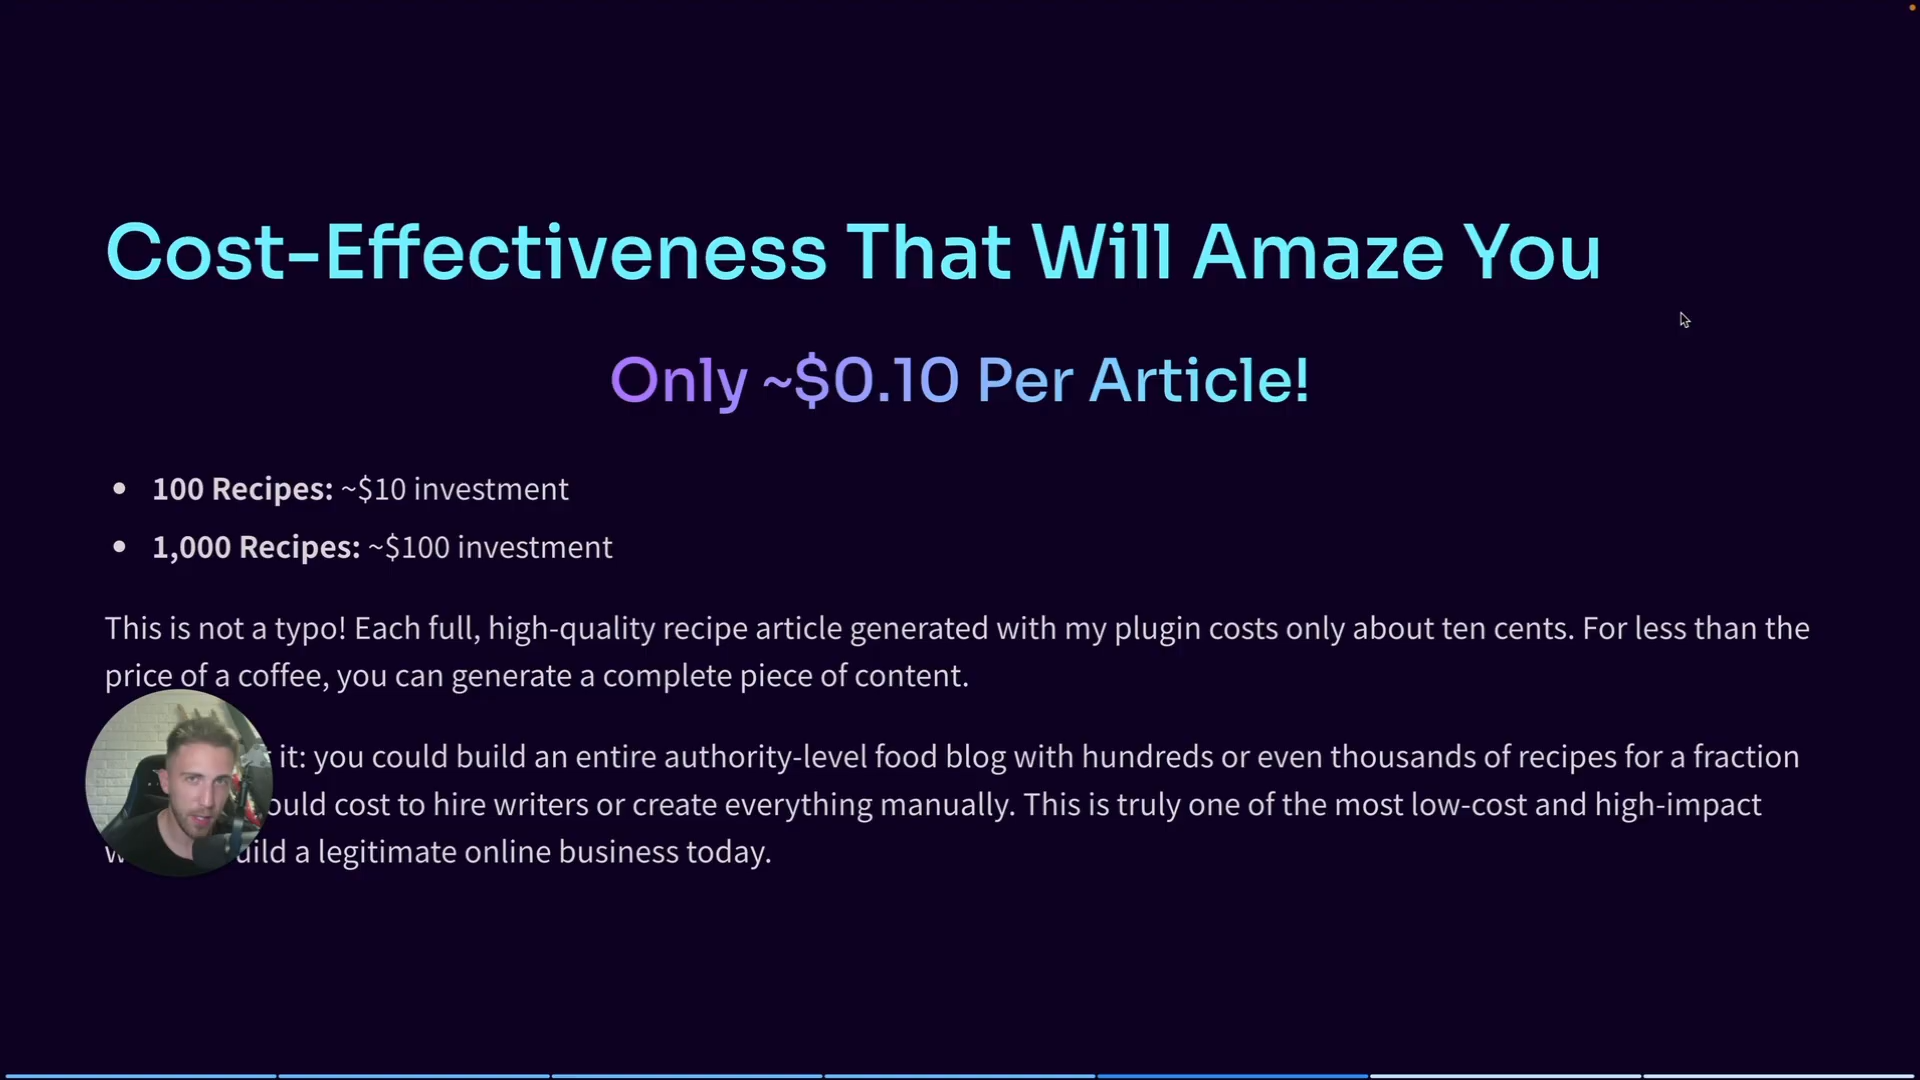 Cost-Effectiveness That Will Amaze You
Only ~$0.10 Per Article!
• 100 Recipes: ~$10 investment
• 1,000 Recipes: ~$100 investment
This is not a typo! Each full, high-quality recipe article generated with my plugin costs only about ten cents. For less than the
price of a coffee, you can generate a complete piece of content.
it: you could build an entire authority-level food blog with hundreds or even thousands of recipes for a fraction
cost to hire writers or create everything manually. This is truly one of the most low-cost and high-impact
a legitimate online business today.